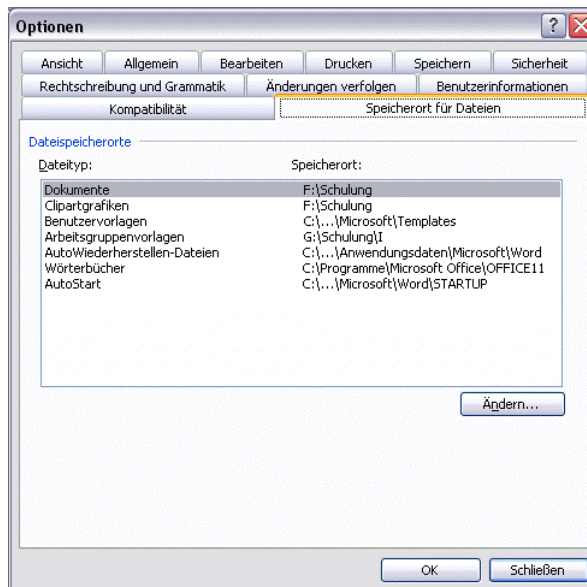 Optionen
Ansicht Allgemein Bearbeiten Drucken Speichern Sicherheit
Rechtschreibung und Grammatik Änderungen verfolgen Benutzerinformationen
Kompatibilität Speicherort für Dateien
Dateispeicherorte
Dateityp: Speicherort:
Dokumente F:\Schulung
Clipartgrafiken F:\Schulung
Benutzervorlagen C:\...\Microsoft\Templates
Arbeitsgruppenvorlagen G:\Schulung\I
AutoWiederherstellen-Dateien C:\...\Anwendungsdaten\Microsoft\Word
Wörterbücher C:\Programme\Microsoft Office\OFFICE11
AutoStart C:\...\Microsoft\Word\STARTUP
Ändern...
OK Schließen